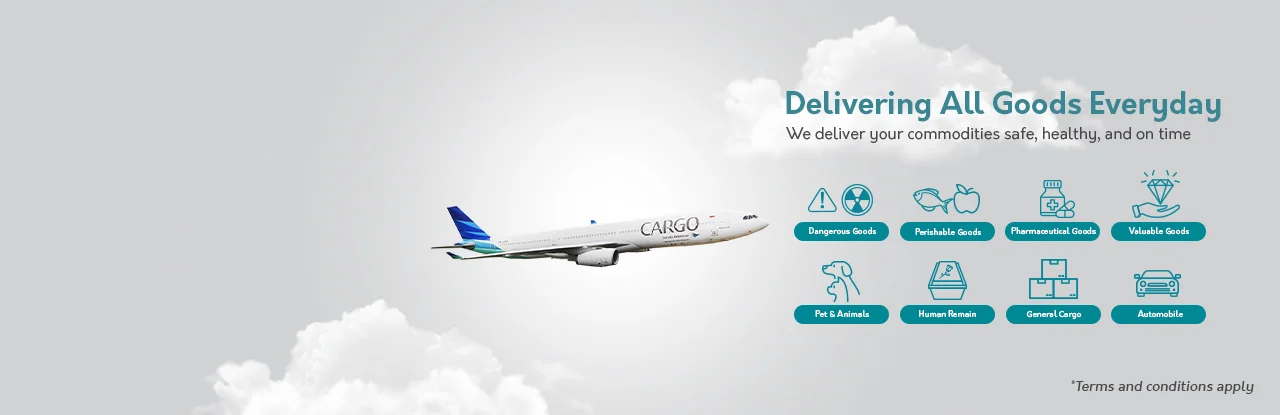 Delivering All Goods Everyday
We deliver your commodities safe, healthy, and on time
CARGO
Dangerous Goods
Perishable Goods
Pharmaceutical Goods
Valuable Goods
Pet & Animals
Human Remain
General Cargo
Automobile
*Terms and conditions apply